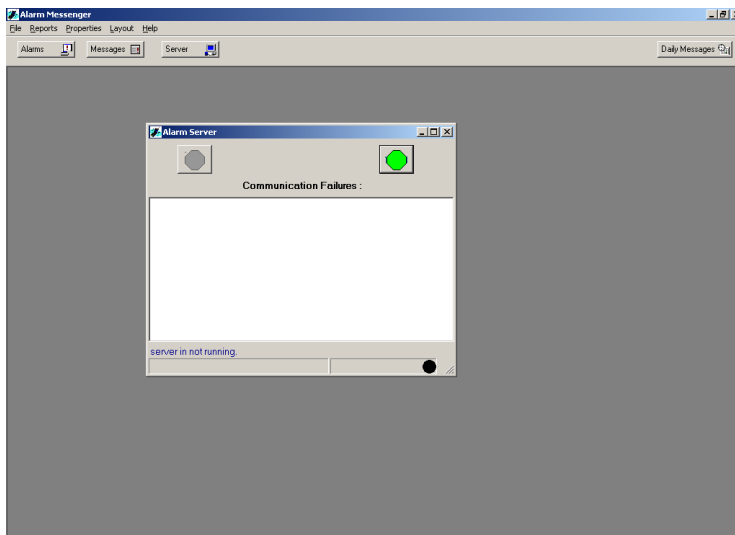 Alarm Messenger
File Reports Properties Layout Help
Alarms Messages Server Daily Messages
Alarm Server
Communication Failures :
server in not running.